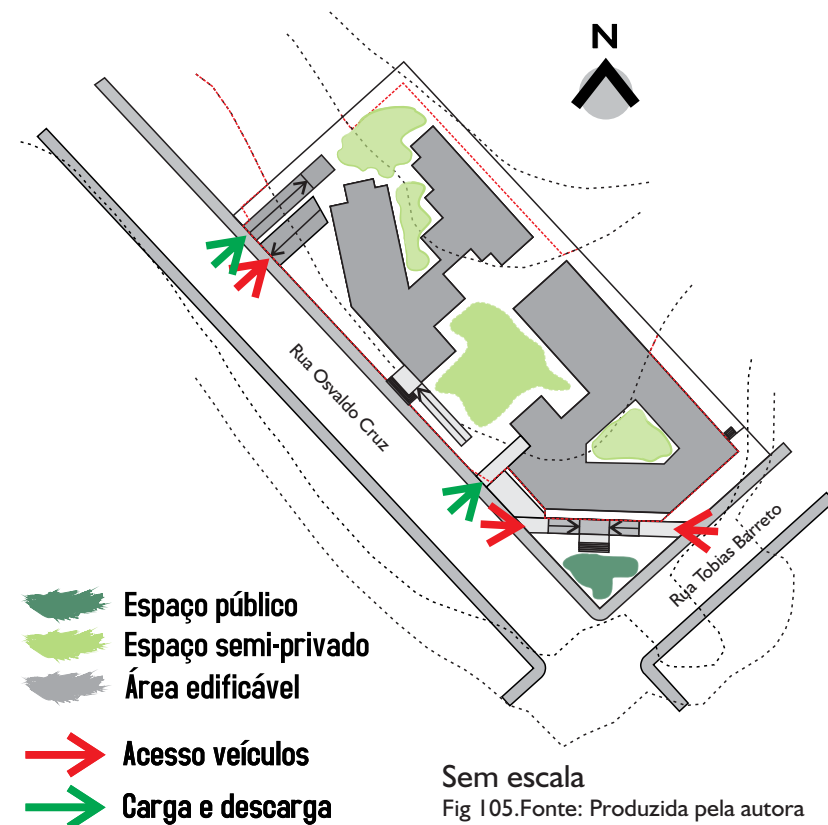 N
Rua Osvaldo Cruz
Rua Tobias Barreto
Espaço público
Espaço semi-privado
Área edificável
Acesso veículos
Carga e descarga
Sem escala
Fig 105.Fonte: Produzida pela autora